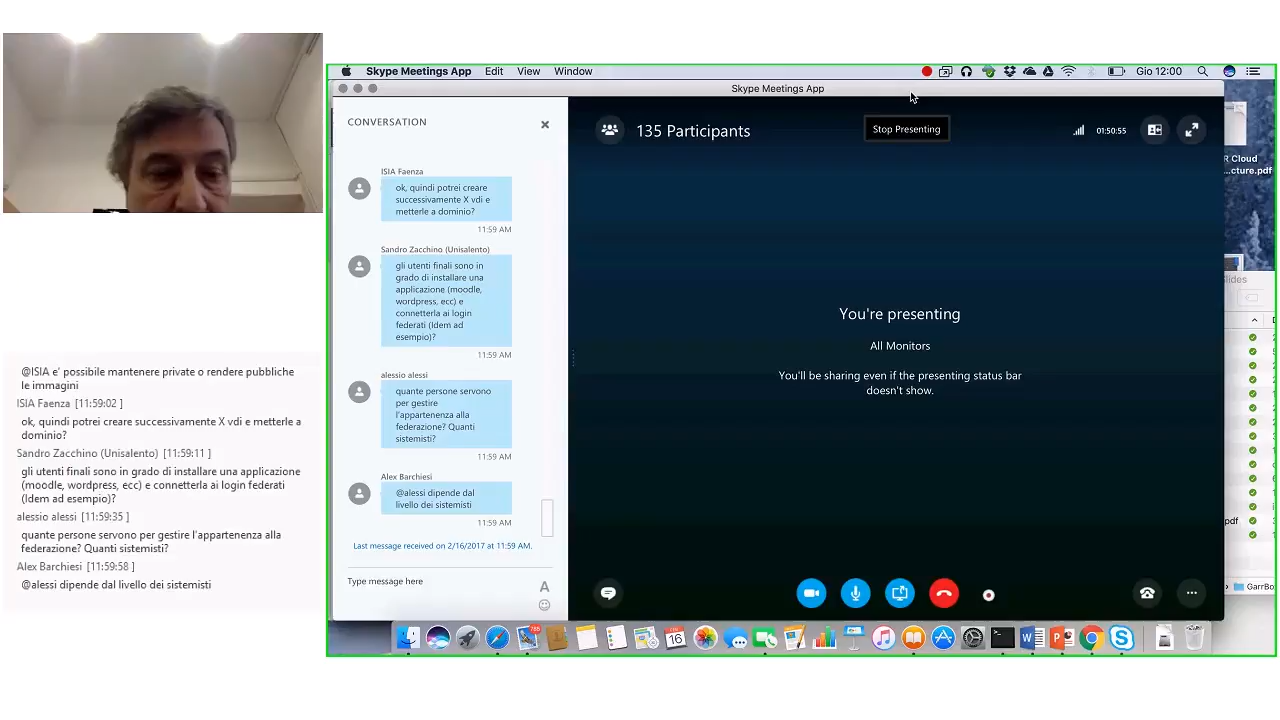 Skype Meetings App Edit View Window
Gio 12:00
Skype Meetings App
CONVERSATION
135 Participants
Stop Presenting
01:50:55
R Cloud
...cture.pdf
ISIA Faenza
ok, quindi potrei creare
successivamente X vdi e
metterle a dominio?
11:59 AM
Sandro Zacchino (Unisalento)
gli utenti finali sono in
grado di installare una
applicazione (moodle,
wordpress, ecc) e
connetterla ai login
federati (Idem ad
esempio)?
11:59 AM
alessio alessi
quante persone servono
per gestire
l'appartenenza alla
federazione? Quanti
sistemisti?
11:59 AM
Alex Barchiesi
@alessi dipende dal
livello dei sistemisti
11:59 AM
Last message received on 2/16/2017 at 11:59 AM.
Type message here
A
You're presenting
All Monitors
You'll be sharing even if the presenting status bar
doesn't show.
lides
pdf
GarrBo
16
@ISIA e' possibile mantenere private o rendere pubbliche
le immagini
ISIA Faenza [11:59:02 ]
ok, quindi potrei creare successivamente X vdi e metterle a
dominio?
Sandro Zacchino (Unisalento) [11:59:11 ]
gli utenti finali sono in grado di installare una applicazione
(moodle, wordpress, ecc) e connetterla ai login federati
(Idem ad esempio)?
alessio alessi [11:59:35 ]
quante persone servono per gestire l'appartenenza alla
federazione? Quanti sistemisti?
Alex Barchiesi [11:59:58 ]
@alessi dipende dal livello dei sistemisti